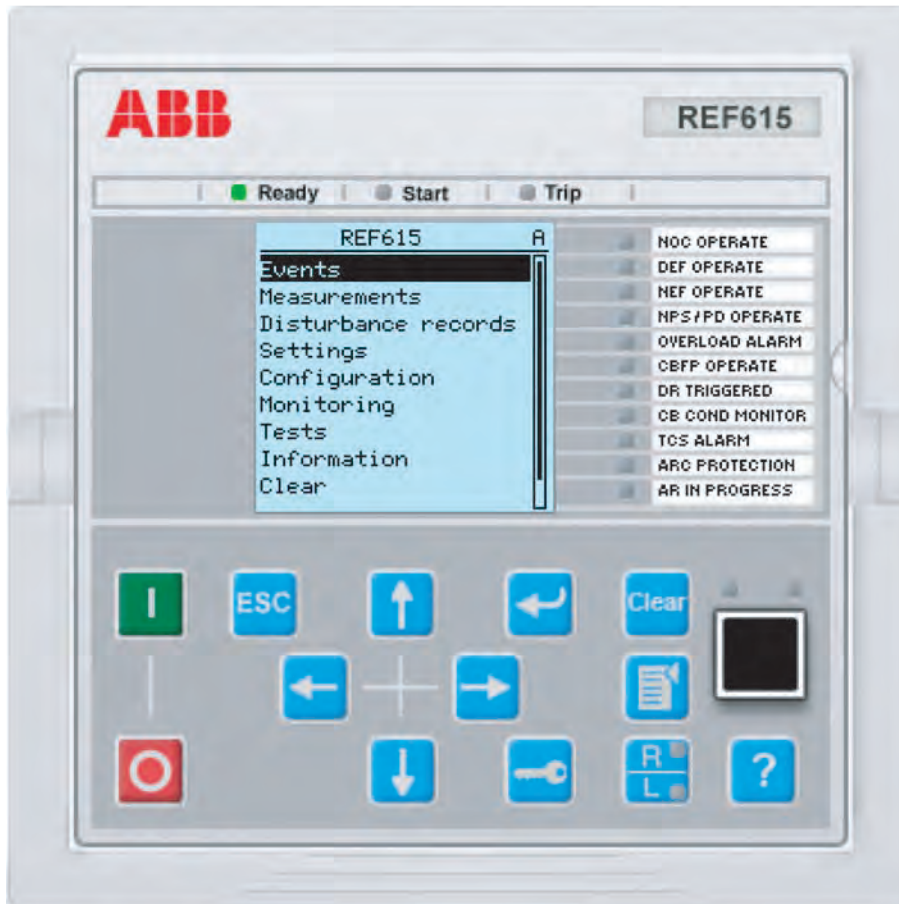 ABB
REF615
Ready Start Trip
REF615 A
Events
Measurements
Disturbance records
Settings
Configuration
Monitoring
Tests
Information
Clear
NOC OPERATE
DEF OPERATE
NEF OPERATE
NPS/PD OPERATE
OVERLOAD ALARM
CBFP OPERATE
DR TRIGGERED
CB COND MONITOR
TCS ALARM
ARC PROTECTION
AR IN PROGRESS
I
ESC
Clear
O
R
L
?